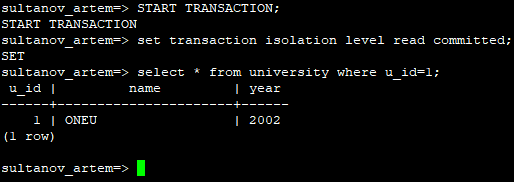 sultanov_artem=> START TRANSACTION;
START TRANSACTION
sultanov_artem=> set transaction isolation level read committed;
SET
sultanov_artem=> select * from university where u_id=1;
 u_id |         name          | year
------+-----------------------+------
    1 | ONEU                  | 2002
(1 row)

sultanov_artem=>